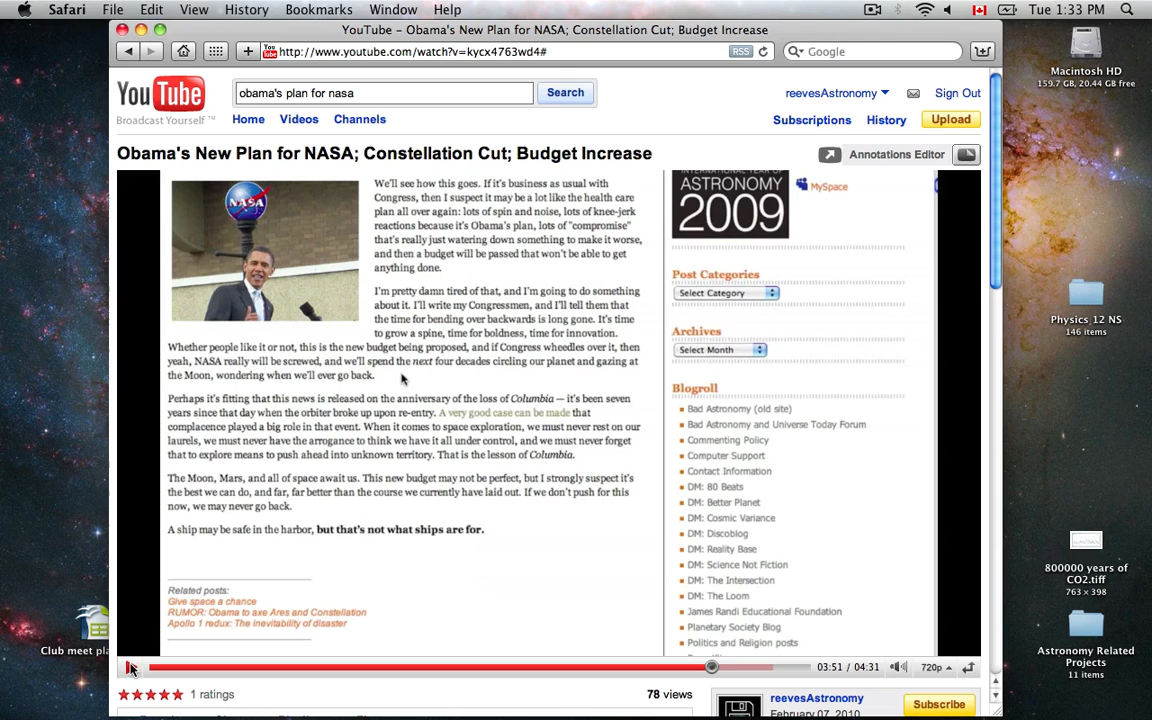 Safari File Edit View History Bookmarks Window Help Tue 1:33 PM
YouTube - Obama's New Plan for NASA; Constellation Cut; Budget Increase
http://www.youtube.com/watch?v=kycx4763wd4#
RSS
Google
Macintosh HD
159.7 GB, 20.44 GB free
YouTube
Broadcast Yourself™
obama's plan for nasa
Search
reevesAstronomy
Sign Out
Home Videos Channels
Subscriptions History Upload
Obama's New Plan for NASA; Constellation Cut; Budget Increase
Annotations Editor
NASA
We'll see how this goes. If it's business as usual with
Congress, then I suspect it may be a lot like the health care
plan all over again: lots of spin and noise, lots of knee-jerk
reactions because it's Obama's plan, lots of "compromise"
that's really just watering down something to make it worse,
and then a budget will be passed that won't be able to get
anything done.
I'm pretty damn tired of that, and I'm going to do something
about it. I'll write my Congressmen, and I'll tell them that
the time for bending over backwards is long gone. It's time
to grow a spine, time for boldness, time for innovation.
Whether people like it or not, this is the new budget being proposed, and if Congress wheedles over it, then
yeah, NASA really will be screwed, and we'll spend the next four decades circling our planet and gazing at
the Moon, wondering when we'll ever go back.
Perhaps it's fitting that this news is released on the anniversary of the loss of Columbia — it's been seven
years since that day when the orbiter broke up upon re-entry. A very good case can be made that
complacence played a big role in that event. When it comes to space exploration, we must never rest on our
laurels, we must never have the arrogance to think we have it all under control, and we must never forget
that to explore means to push ahead into unknown territory. That is the lesson of Columbia.
The Moon, Mars, and all of space await us. This new budget may not be perfect, but I strongly suspect it's
the best we can do, and far, far better than the course we currently have laid out. If we don't push for this
now, we may never go back.
A ship may be safe in the harbor, but that's not what ships are for.
Related posts:
Give space a chance
RUMOR: Obama to axe Ares and Constellation
Apollo 1 redux: The inevitability of disaster
ASTRONOMY
2009
MySpace
Post Categories
Select Category
Archives
Select Month
Blogroll
Bad Astronomy (old site)
Bad Astronomy and Universe Today Forum
Commenting Policy
Computer Support
Contact Information
DM: 80 Beats
DM: Better Planet
DM: Cosmic Variance
DM: Discoblog
DM: Reality Base
DM: Science Not Fiction
DM: The Intersection
DM: The Loom
James Randi Educational Foundation
Planetary Society Blog
Politics and Religion posts
03:51 / 04:31
720p
1 ratings
78 views
reevesAstronomy
February 07, 2010
Subscribe
Physics 12 NS
146 items
800000 years of
CO2.tiff
763 × 398
Astronomy Related
Projects
11 items
Club meet pla